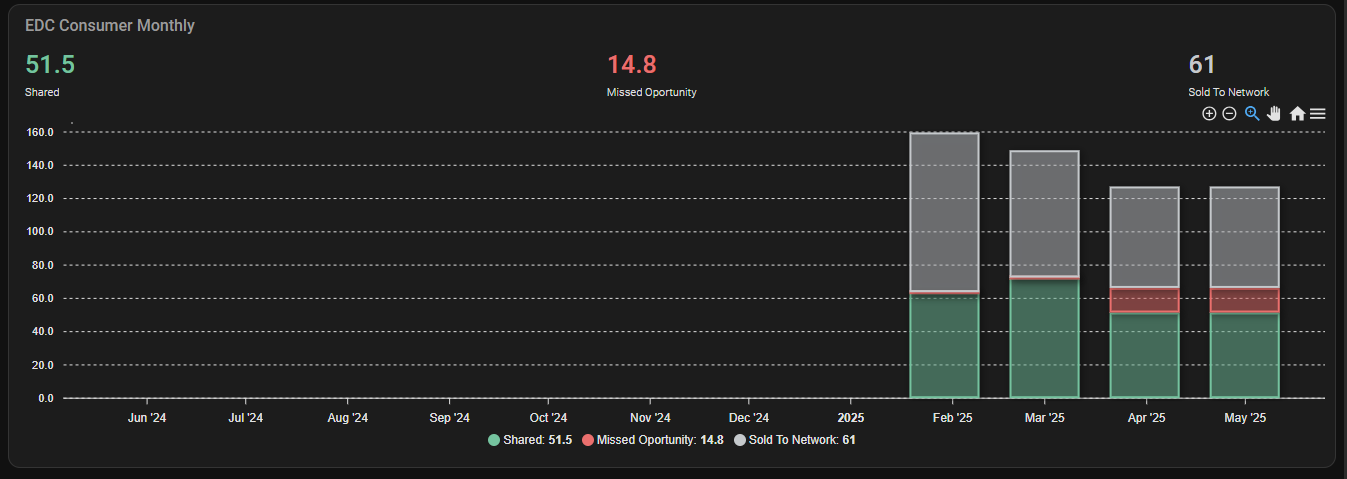 EDC Consumer Monthly
51.5
Shared
14.8
Missed Oportunity
61
Sold To Network
160.0
140.0
120.0
100.0
80.0
60.0
40.0
20.0
0.0
Jun '24 Jul '24 Aug '24 Sep '24 Oct '24 Nov '24 Dec '24 2025 Feb '25 Mar '25 Apr '25 May '25
Shared: 51.5 Missed Oportunity: 14.8 Sold To Network: 61